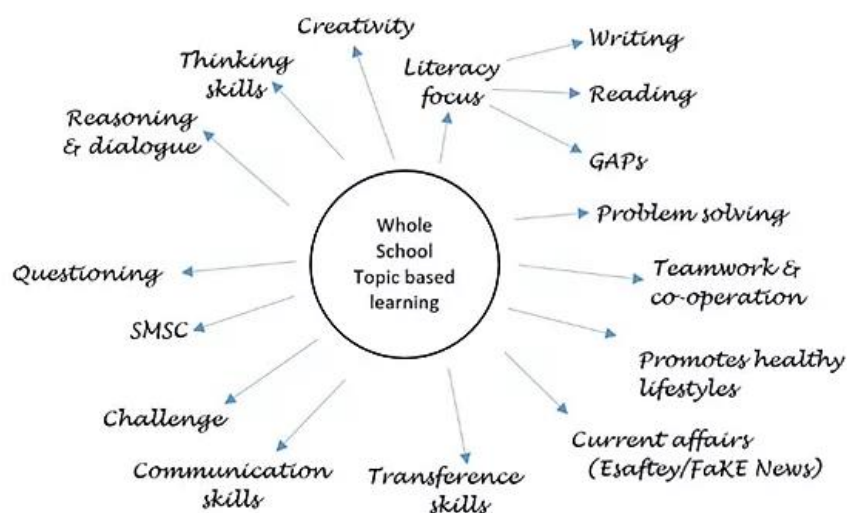 Creativity
Thinking
skills
Reasoning
& dialogue
Literacy
focus
Writing
Reading
GAPs
Whole
School
Topic based
learning
Problem solving
Teamwork &
co-operation
Promotes healthy
lifestyles
Current affairs
(Esaftey/FaKE News)
Transference
skills
Communication
skills
Challenge
SMSC
Questioning